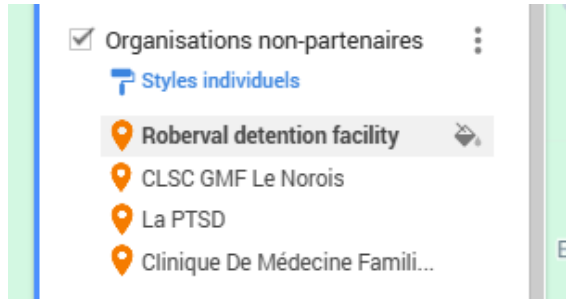 Organisations non-partenaires
Styles individuels
Roberval detention facility
CLSC GMF Le Norois
La PTSD
Clinique De Médecine Famili...
E